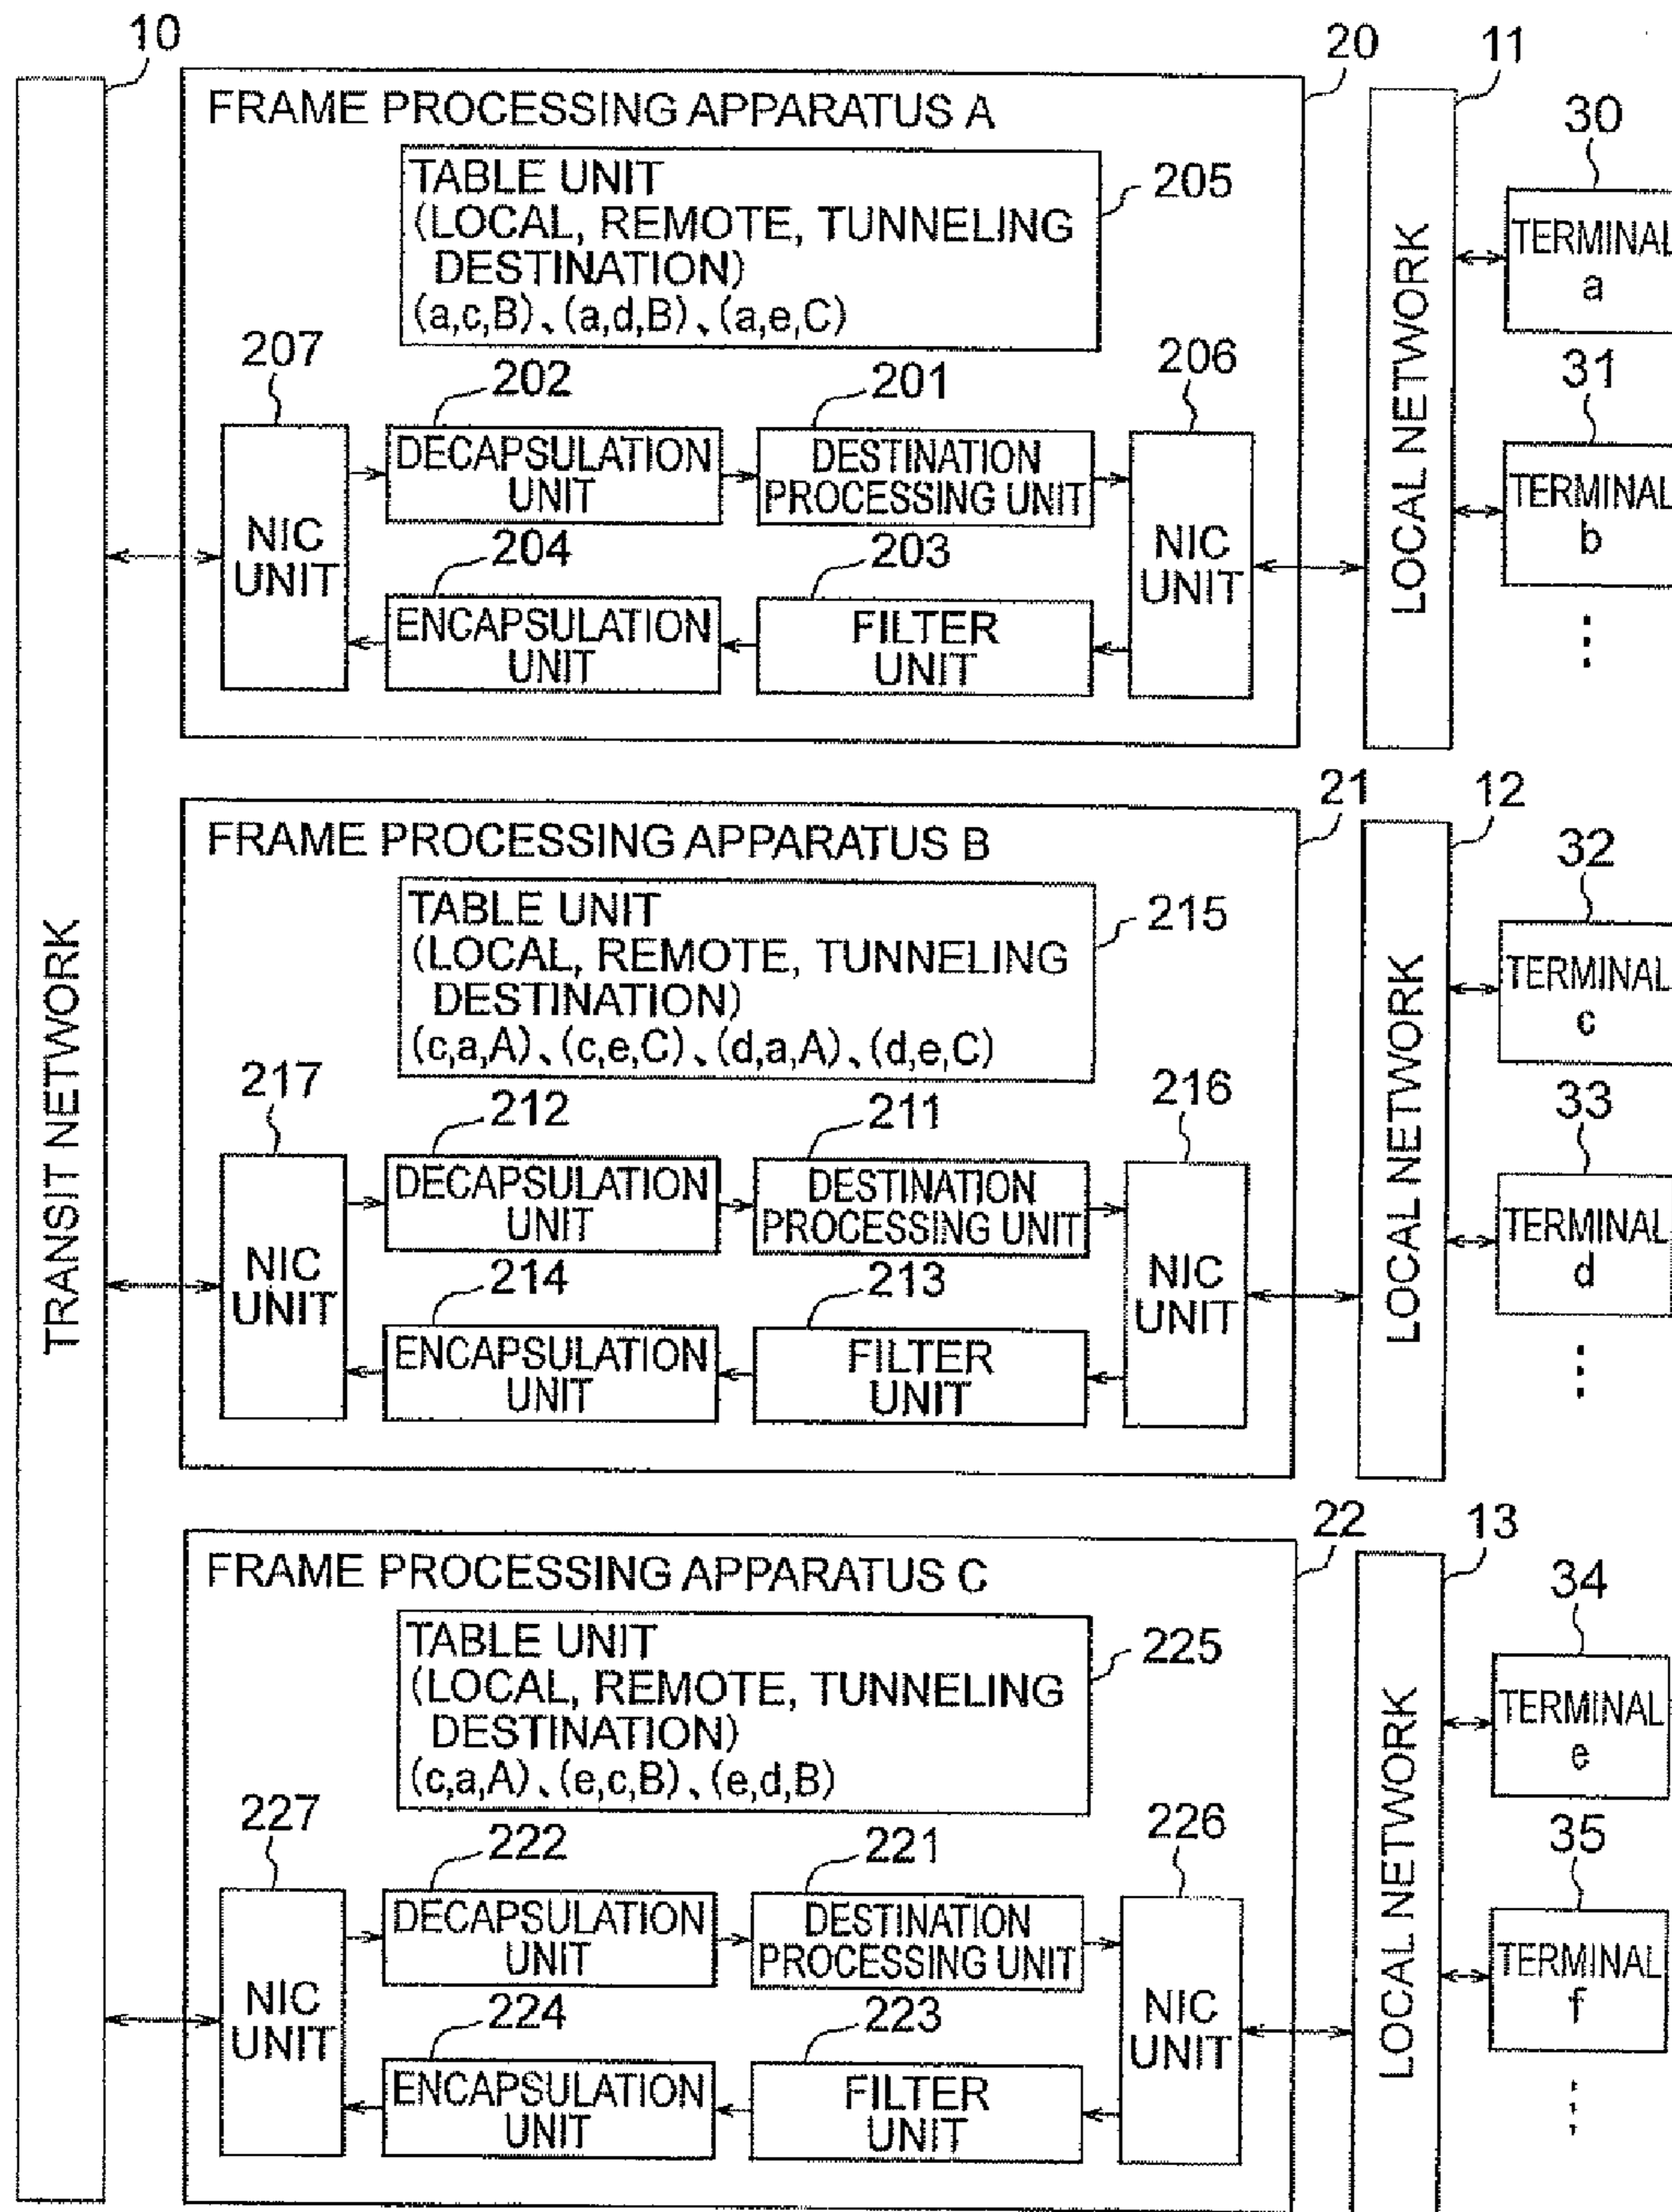 10
20
11
FRAME PROCESSING APPARATUS A
30
TABLE UNIT
(LOCAL, REMOTE, TUNNELING
DESTINATION)
(a,c,B)、(a,d,B)、(a,e,C)
205
TERMINAL
a
207
202
201
206
31
NIC
UNIT
DECAPSULATION
UNIT
DESTINATION
PROCESSING UNIT
NIC
UNIT
LOCAL NETWORK
TERMINAL
b
204
203
ENCAPSULATION
UNIT
FILTER
UNIT
TRANSIT NETWORK
21
12
FRAME PROCESSING APPARATUS B
32
TABLE UNIT
(LOCAL, REMOTE, TUNNELING
DESTINATION)
(c,a,A)、(c,e,C)、(d,a,A)、(d,e,C)
215
TERMINAL
c
217
212
211
216
33
NIC
UNIT
DECAPSULATION
UNIT
DESTINATION
PROCESSING UNIT
NIC
UNIT
LOCAL NETWORK
TERMINAL
d
214
213
ENCAPSULATION
UNIT
FILTER
UNIT
22
13
FRAME PROCESSING APPARATUS C
34
TABLE UNIT
(LOCAL, REMOTE, TUNNELING
DESTINATION)
(c,a,A)、(e,c,B)、(e,d,B)
225
TERMINAL
e
227
222
221
226
35
NIC
UNIT
DECAPSULATION
UNIT
DESTINATION
PROCESSING UNIT
NIC
UNIT
LOCAL NETWORK
TERMINAL
f
224
223
ENCAPSULATION
UNIT
FILTER
UNIT